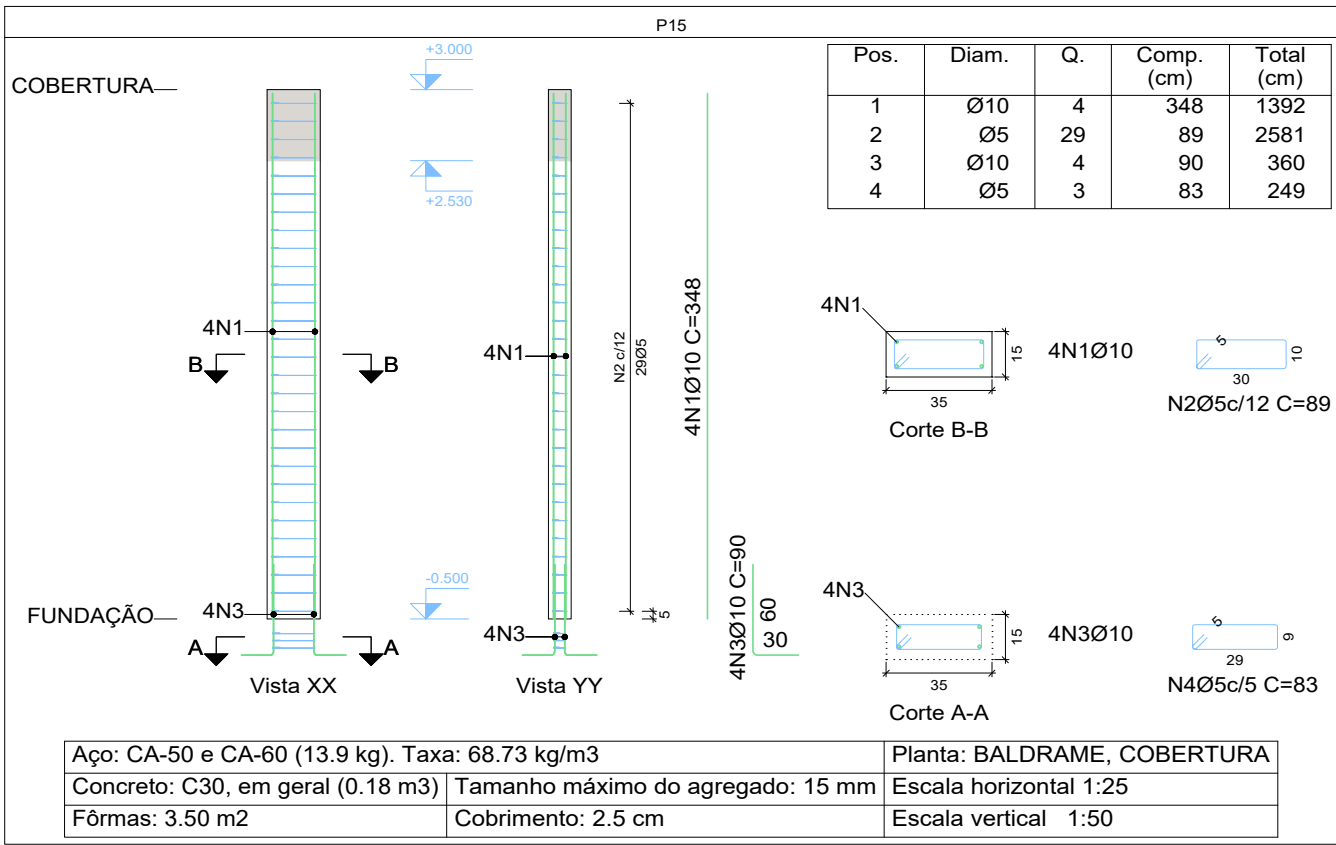 P15
COBERTURA
+3.000
+2.530
4N1
B
B
-0.500
FUNDAÇÃO
4N3
A
A
Vista XX
4N1
4N3
Vista YY
N2 c/12
29Ø5
5
4N1Ø10 C=348
4N3Ø10 C=90
60
30
Pos. Diam. Q. Comp. (cm) Total (cm)
1 Ø10 4 348 1392
2 Ø5 29 89 2581
3 Ø10 4 90 360
4 Ø5 3 83 249
4N1
15
35
4N1Ø10
Corte B-B
5
10
30
N2Ø5c/12 C=89
4N3
15
35
4N3Ø10
Corte A-A
5
9
29
N4Ø5c/5 C=83
Aço: CA-50 e CA-60 (13.9 kg). Taxa: 68.73 kg/m3
Planta: BALDRAME, COBERTURA
Concreto: C30, em geral (0.18 m3)
Tamanho máximo do agregado: 15 mm
Escala horizontal 1:25
Fôrmas: 3.50 m2
Cobrimento: 2.5 cm
Escala vertical 1:50